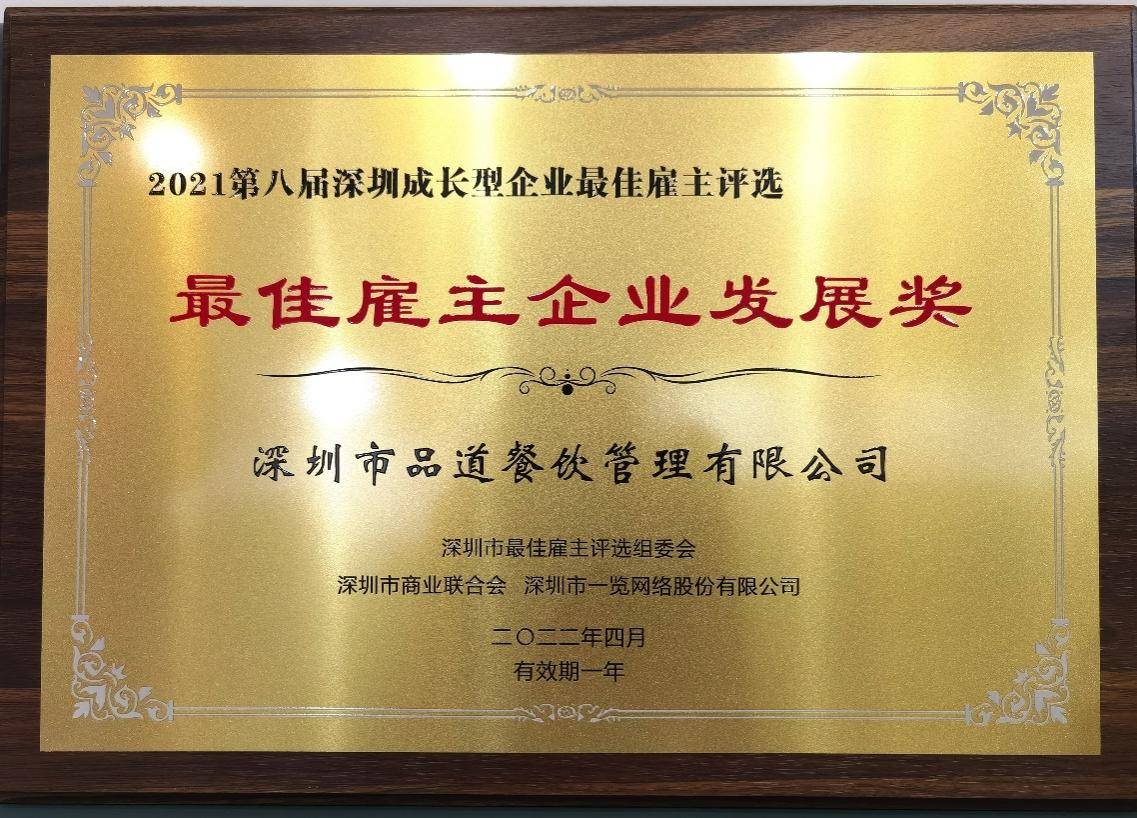 2021第八届深圳成长型企业最佳雇主评选
最佳雇主企业发展奖
深圳市品道餐饮管理有限公司
深圳市最佳雇主评选组委会
深圳市商业联合会 深圳市一览网络股份有限公司
二〇二二年四月
有效期一年